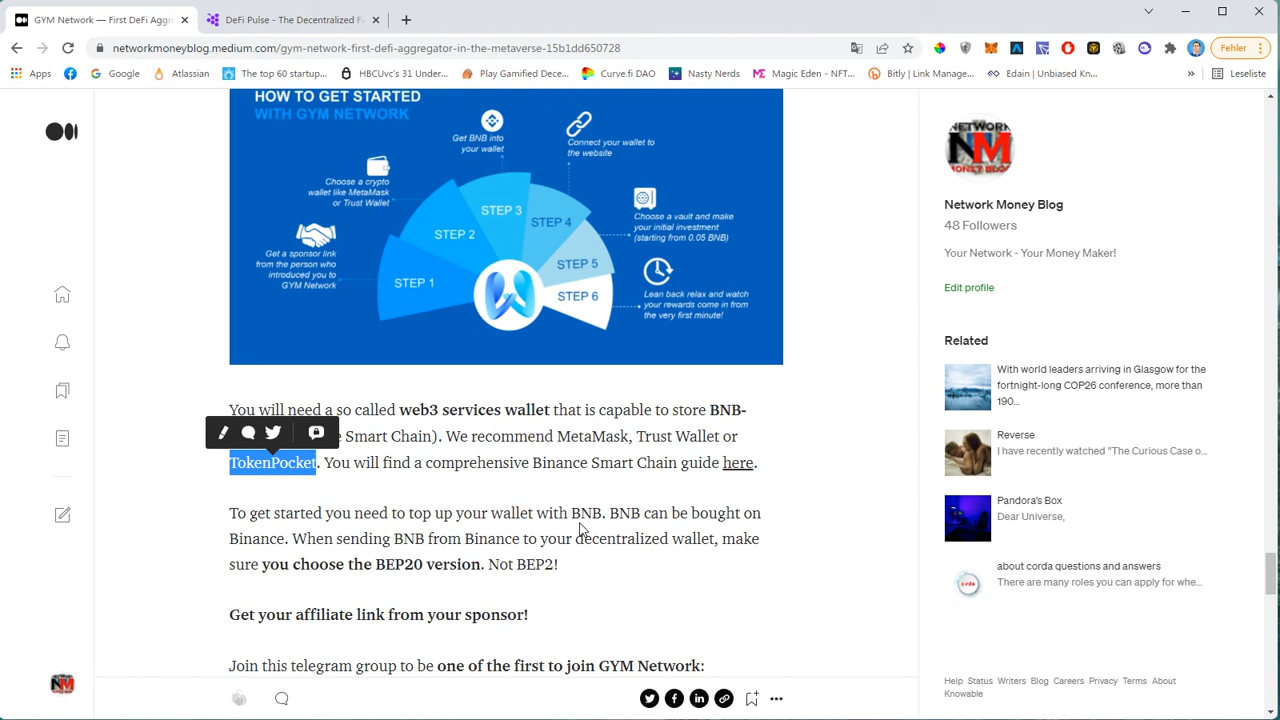 GYM Network — First DeFi Aggr
DeFi Pulse - The Decentralized F
networkmoneyblog.medium.com/gym-network-first-defi-aggregator-in-the-metaverse-15b1dd650728
Fehler
Apps
Google
Atlassian
The top 60 startup...
HBCUvc's 31 Under...
Play Gamified Dece...
Curve.fi DAO
Nasty Nerds
Magic Eden - NFT...
Bitly | Link Manage...
Edain | Unbiased Kn...
»
Leseliste
HOW TO GET STARTED
WITH GYM NETWORK
Get BNB into
your wallet
Connect your wallet to
the website
Choose a crypto
wallet like MetaMask
or Trust Wallet
Choose a vault and make
your initial investment
(starting from 0.05 BNB)
Get a sponsor link
from the person who
introduced you to
GYM Network
Lean back relax and watch
your rewards come in from
the very first minute!
STEP 1
STEP 2
STEP 3
STEP 4
STEP 5
STEP 6
You will need a so called web3 services wallet that is capable to store BNB-
e Smart Chain). We recommend MetaMask, Trust Wallet or
TokenPocket. You will find a comprehensive Binance Smart Chain guide here.
To get started you need to top up your wallet with BNB. BNB can be bought on
Binance. When sending BNB from Binance to your decentralized wallet, make
sure you choose the BEP20 version. Not BEP2!
Get your affiliate link from your sponsor!
Join this telegram group to be one of the first to join GYM Network:
NETWORK
NM
MONEY BLOG
Network Money Blog
48 Followers
Your Network - Your Money Maker!
Edit profile
Related
With world leaders arriving in Glasgow for the
fortnight-long COP26 conference, more than
190...
Reverse
I have recently watched "The Curious Case o...
Pandora's Box
Dear Universe,
c·rda
about corda questions and answers
There are many roles you can apply for whe...
Help Status Writers Blog Careers Privacy Terms About
Knowable